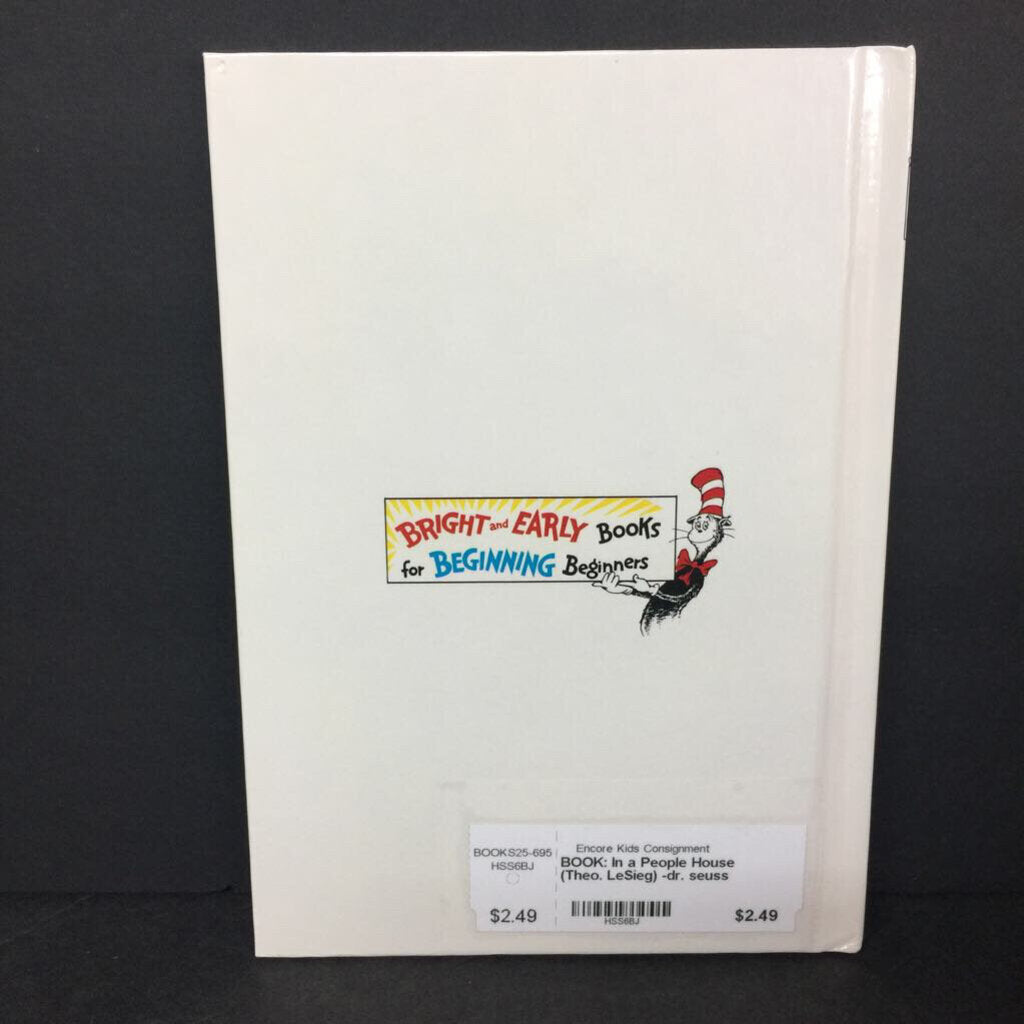 BRIGHT and EARLY Books
for BEGINNING Beginners
BOOKS25-695
HSS6BJ
$2.49
Encore Kids Consignment
BOOK: In a People House
(Theo. LeSieg) -dr. seuss
HSS6BJ
$2.49